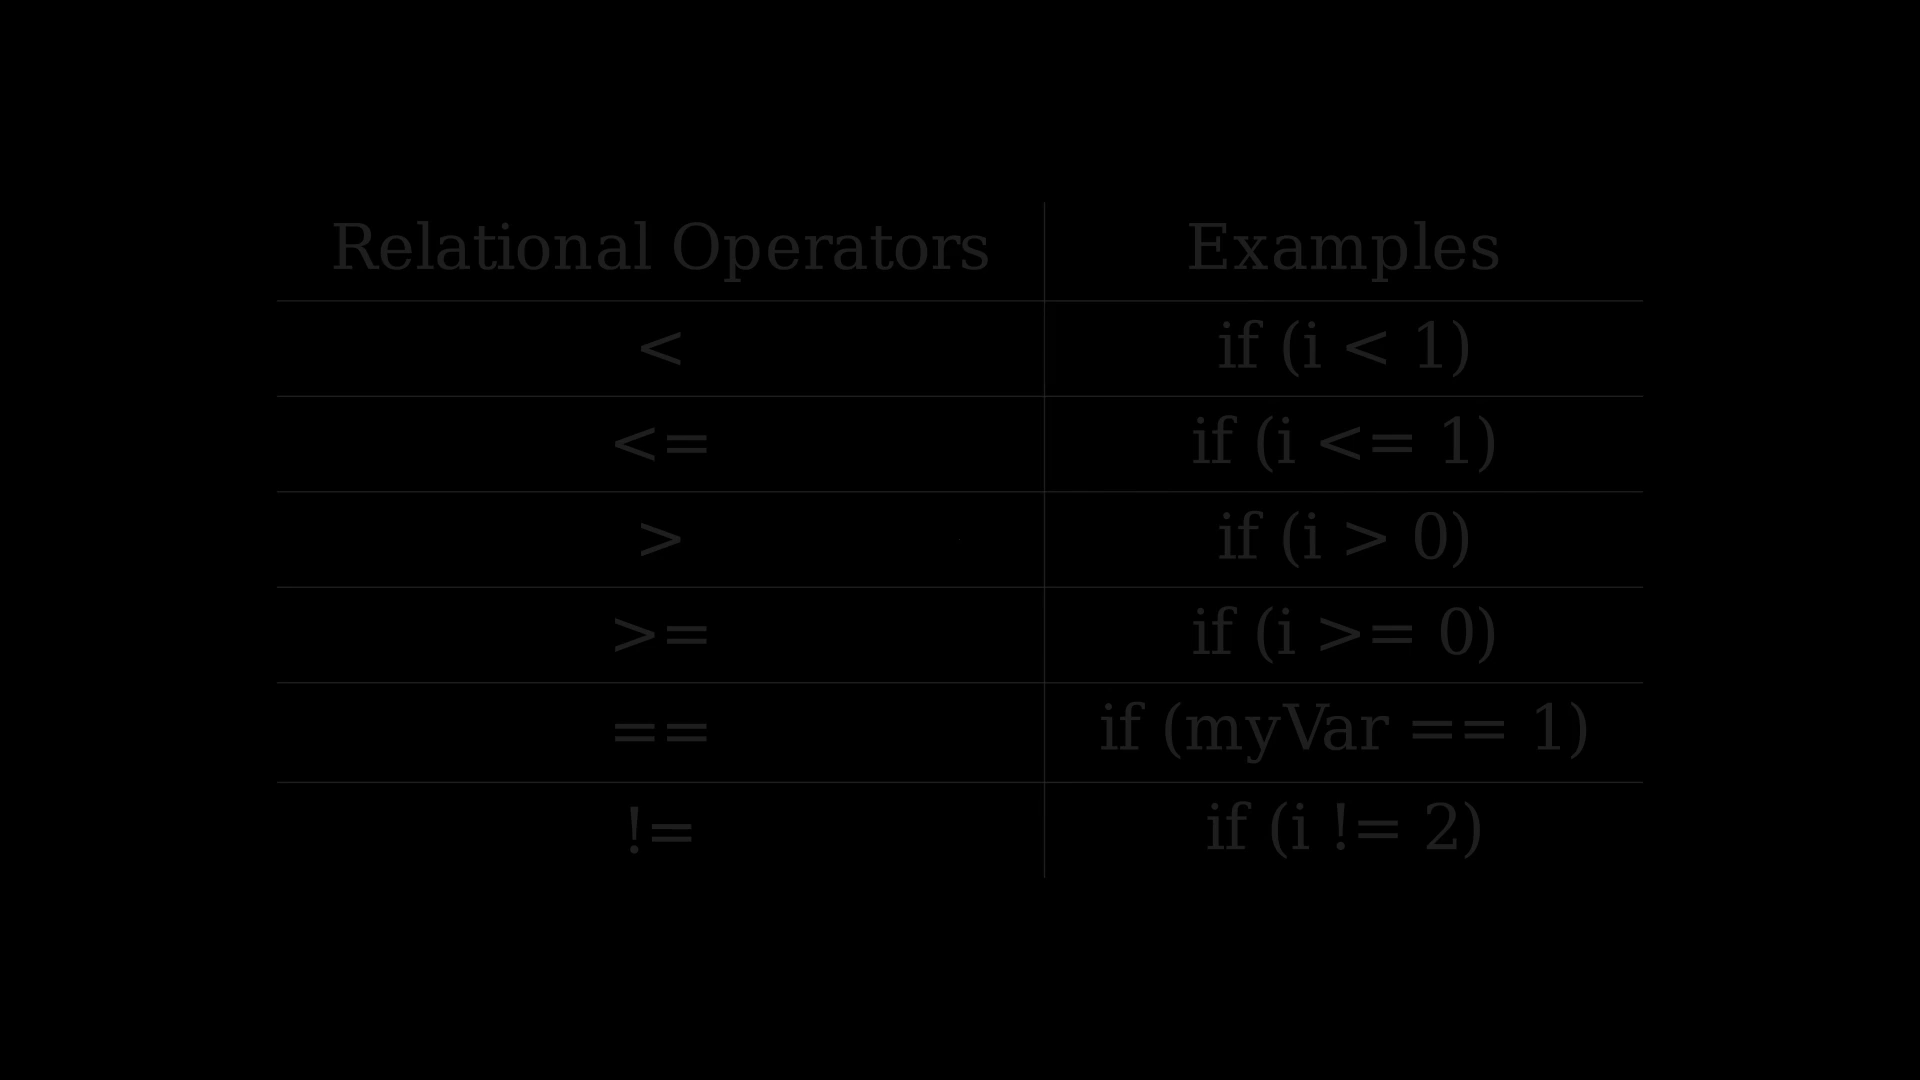 Relational Operators Examples
< if (i < 1)
<= if (i <= 1)
> if (i > 0)
>= if (i >= 0)
== if (myVar == 1)
!= if (i != 2)